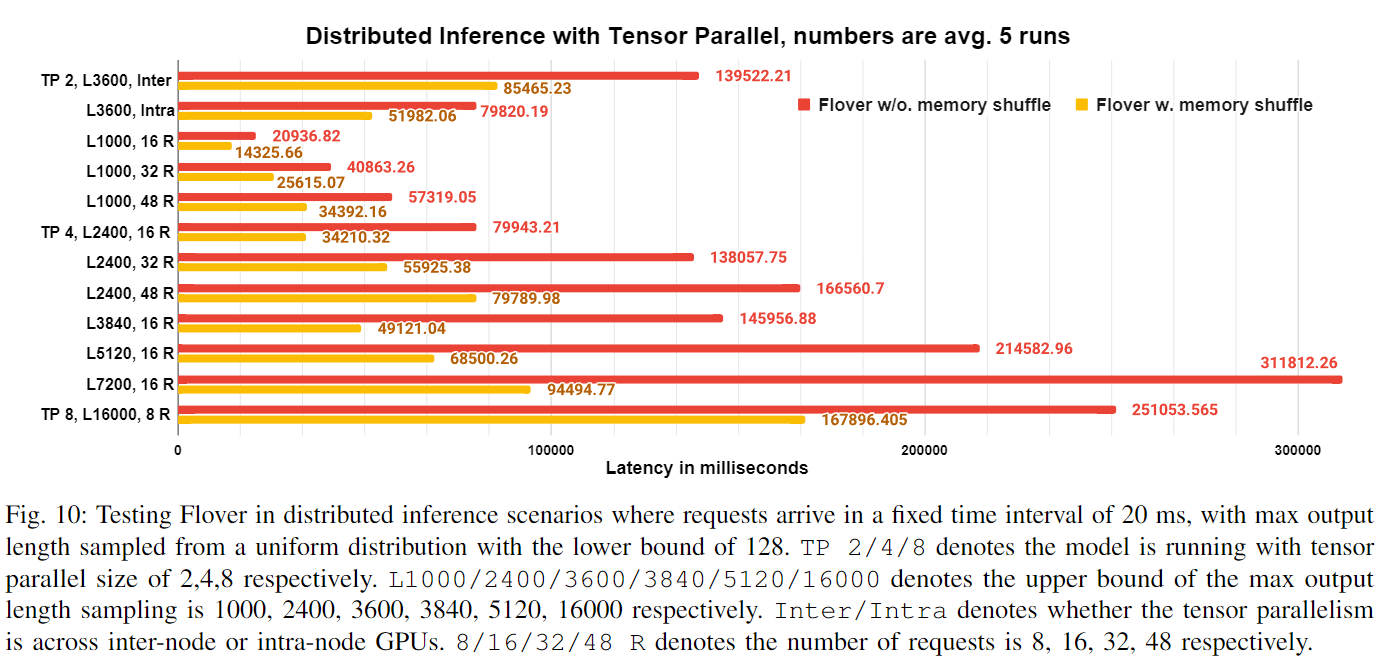 Distributed Inference with Tensor Parallel, numbers are avg. 5 runs
TP 2, L3600, Inter
139522.21
85465.23
Flover w/o. memory shuffle
Flover w. memory shuffle
L3600, Intra
79820.19
51982.06
L1000, 16 R
20936.82
14325.66
L1000, 32 R
40863.26
25615.07
L1000, 48 R
57319.05
34392.16
TP 4, L2400, 16 R
79943.21
34210.32
L2400, 32 R
138057.75
55925.38
L2400, 48 R
166560.7
79789.98
L3840, 16 R
145956.88
49121.04
L5120, 16 R
214582.96
68500.26
L7200, 16 R
311812.26
94494.77
TP 8, L16000, 8 R
251053.565
167896.405
0
100000
200000
300000
Latency in milliseconds
Fig. 10: Testing Flover in distributed inference scenarios where requests arrive in a fixed time interval of 20 ms, with max output
length sampled from a uniform distribution with the lower bound of 128. TP 2/4/8 denotes the model is running with tensor
parallel size of 2,4,8 respectively. L1000/2400/3600/3840/5120/16000 denotes the upper bound of the max output
length sampling is 1000, 2400, 3600, 3840, 5120, 16000 respectively. Inter/Intra denotes whether the tensor parallelism
is across inter-node or intra-node GPUs. 8/16/32/48 R denotes the number of requests is 8, 16, 32, 48 respectively.